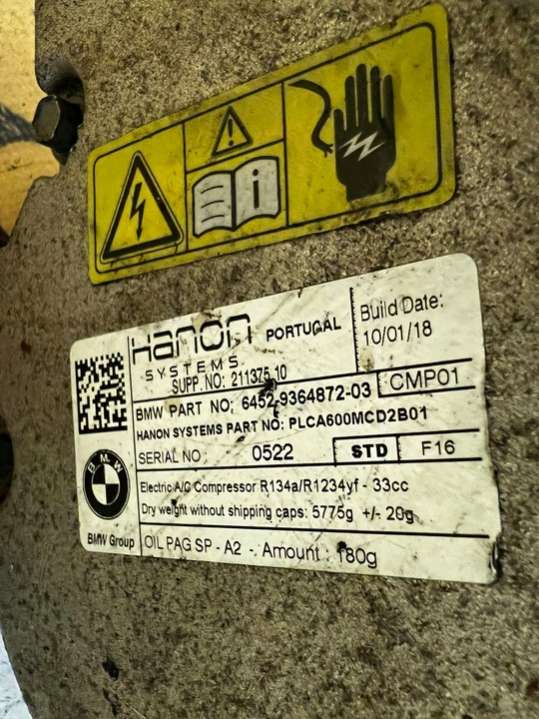 i
Hanon
SYSTEMS
PORTUGAL
Build Date:
10/01/18
SUPP. NO: 211375.10
BMW PART NO: 6452-9364872-03 CMP01
HANON SYSTEMS PART NO: PLCA600MCD2B01
SERIAL NO 0522 STD F16
BMW
Electric A/C Compressor R134a/R1234yf - 33cc
Dry weight without shipping caps: 5775g +/- 20g
BMW Group OIL PAG SP - A2 - Amount : 180g